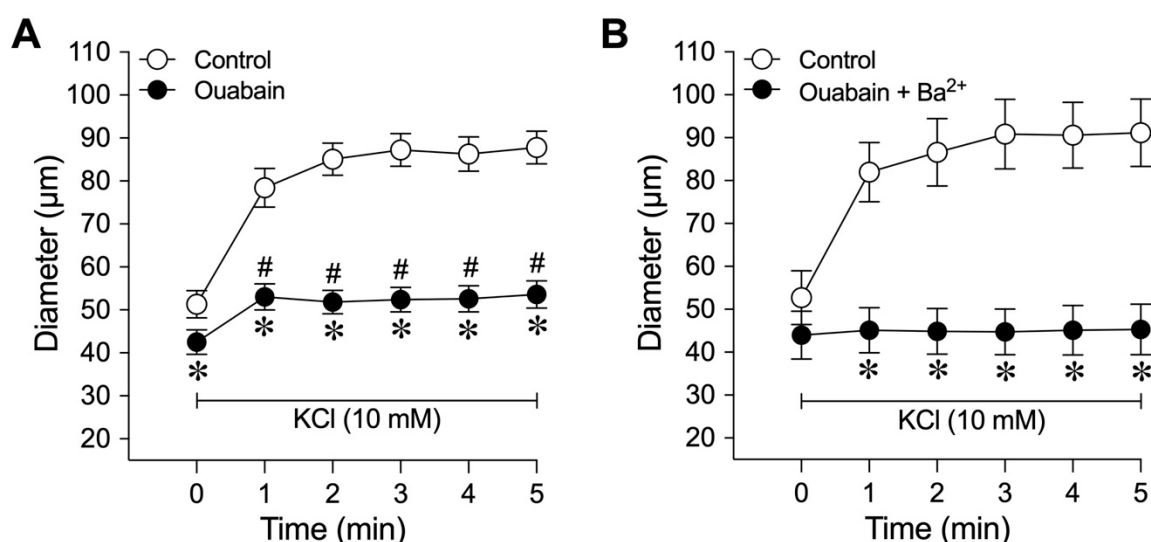 A
Control
Ouabain
Diameter (µm)
110
100
90
80
70
60
50
40
30
20
# # # # #
* * * * * *
KCl (10 mM)
0 1 2 3 4 5
Time (min)
B
Control
Ouabain + Ba²⁺
Diameter (µm)
110
100
90
80
70
60
50
40
30
20
* * * * *
KCl (10 mM)
0 1 2 3 4 5
Time (min)